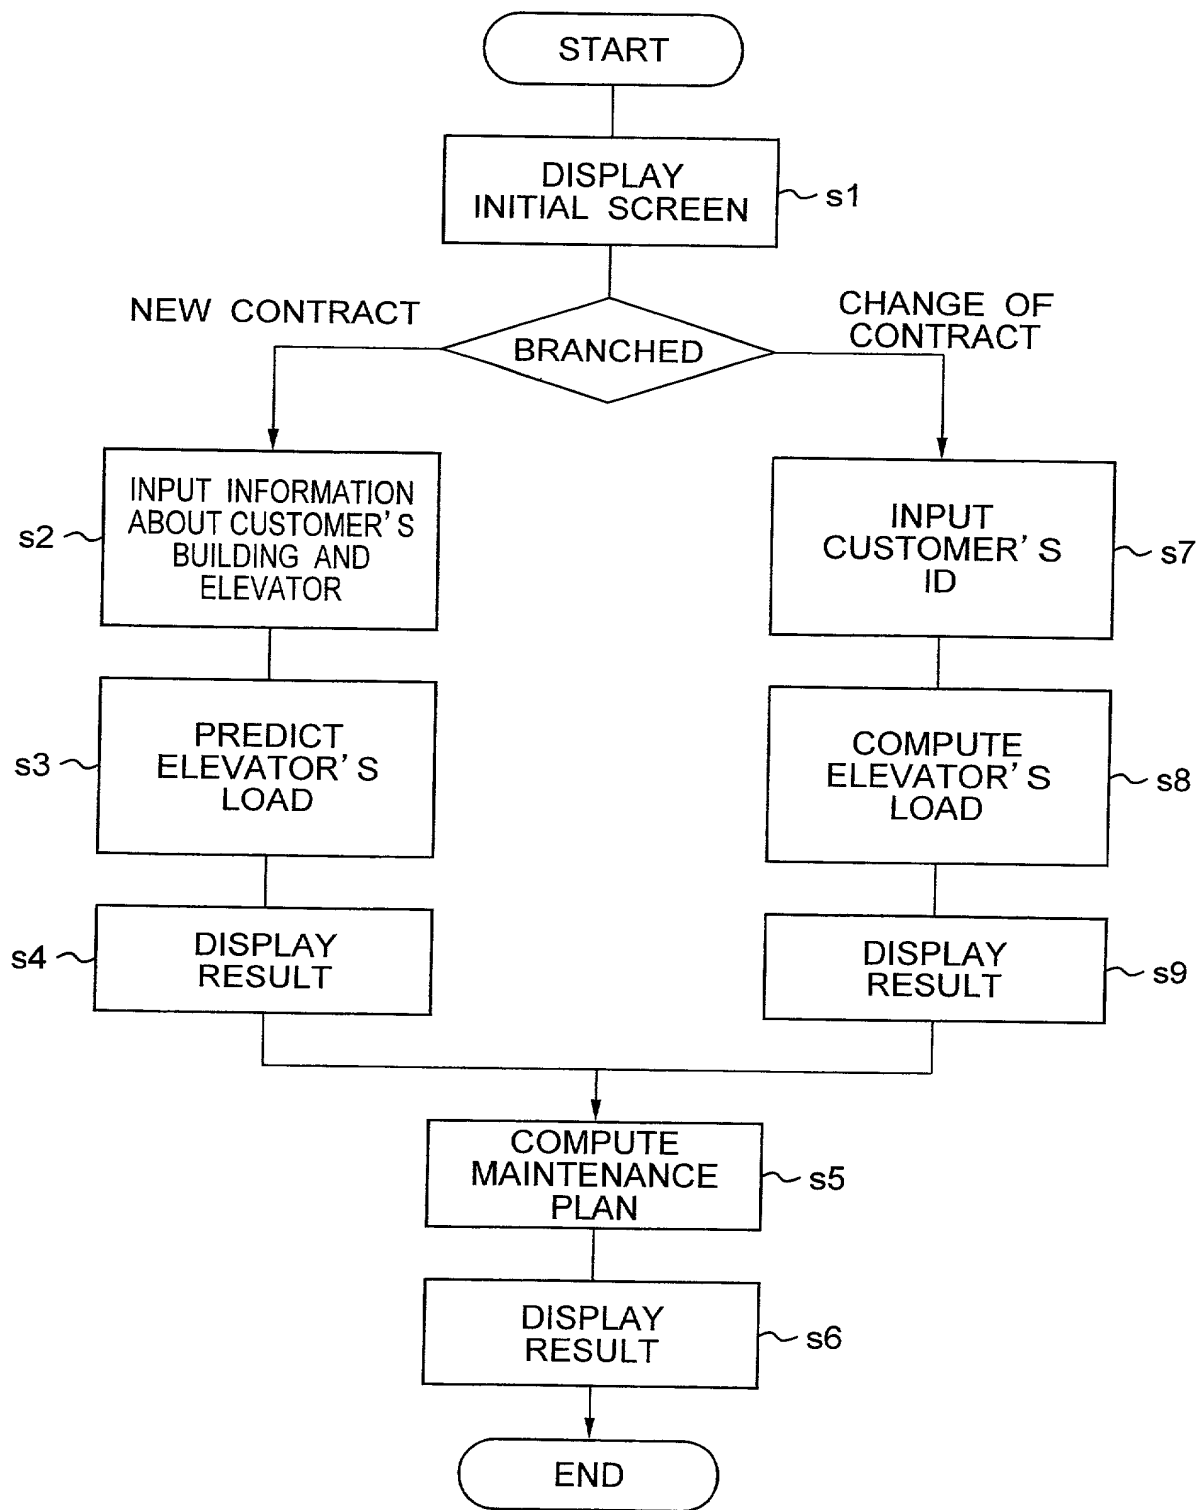 START
DISPLAY
INITIAL SCREEN
s1
NEW CONTRACT
BRANCHED
CHANGE OF
CONTRACT
INPUT INFORMATION
ABOUT CUSTOMER'S
BUILDING AND
ELEVATOR
s2
PREDICT
ELEVATOR'S
LOAD
s3
DISPLAY
RESULT
s4
INPUT
CUSTOMER'S
ID
s7
COMPUTE
ELEVATOR'S
LOAD
s8
DISPLAY
RESULT
s9
COMPUTE
MAINTENANCE
PLAN
s5
DISPLAY
RESULT
s6
END